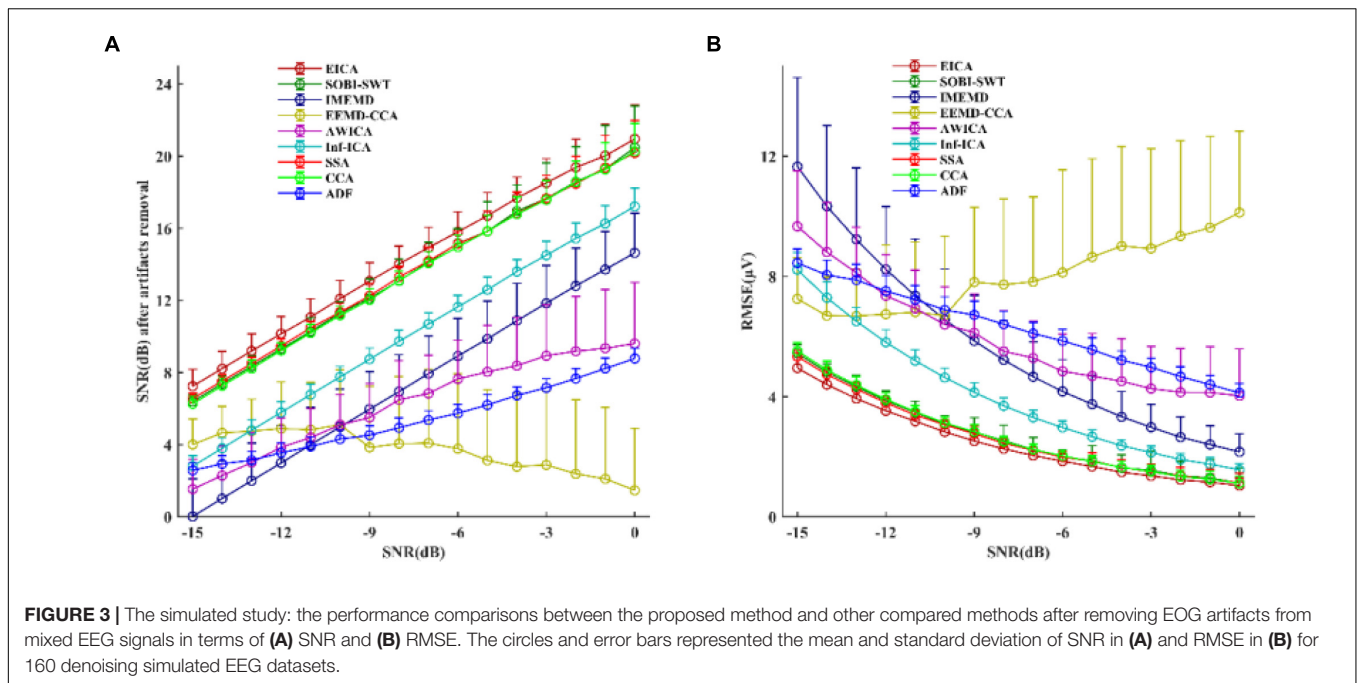 A
SNR(dB) after artifacts removal
24
20
16
12
8
4
0
EICA
SOBI-SWT
IMEMD
EEMD-CCA
AWICA
Inf-ICA
SSA
CCA
ADF
-15
-12
-9
-6
-3
0
SNR(dB)
B
RMSE(μV)
12
8
4
0
EICA
SOBI-SWT
IMEMD
EEMD-CCA
AWICA
Inf-ICA
SSA
CCA
ADF
-15
-12
-9
-6
-3
0
SNR(dB)
FIGURE 3 | The simulated study: the performance comparisons between the proposed method and other compared methods after removing EOG artifacts from
mixed EEG signals in terms of (A) SNR and (B) RMSE. The circles and error bars represented the mean and standard deviation of SNR in (A) and RMSE in (B) for
160 denoising simulated EEG datasets.